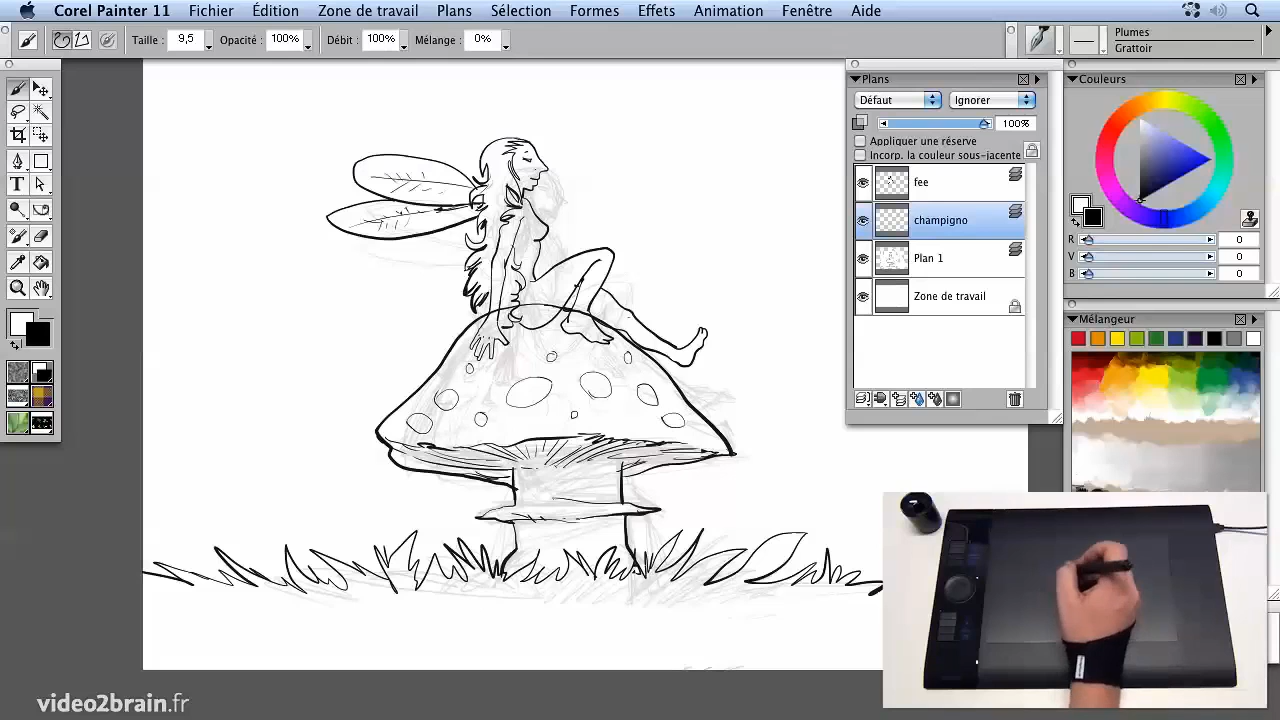 Corel Painter 11 Fichier Édition Zone de travail Plans Sélection Formes Effets Animation Fenêtre Aide
Taille : 9,5 Opacité : 100% Débit : 100% Mélange : 0%
Plumes
Grattoir
Plans
Défaut Ignorer
100%
Appliquer une réserve
Incorp. la couleur sous-jacente
fee
champigno
Plan 1
Zone de travail
Couleurs
R 0
V 0
B 0
Mélangeur
T
video2brain.fr